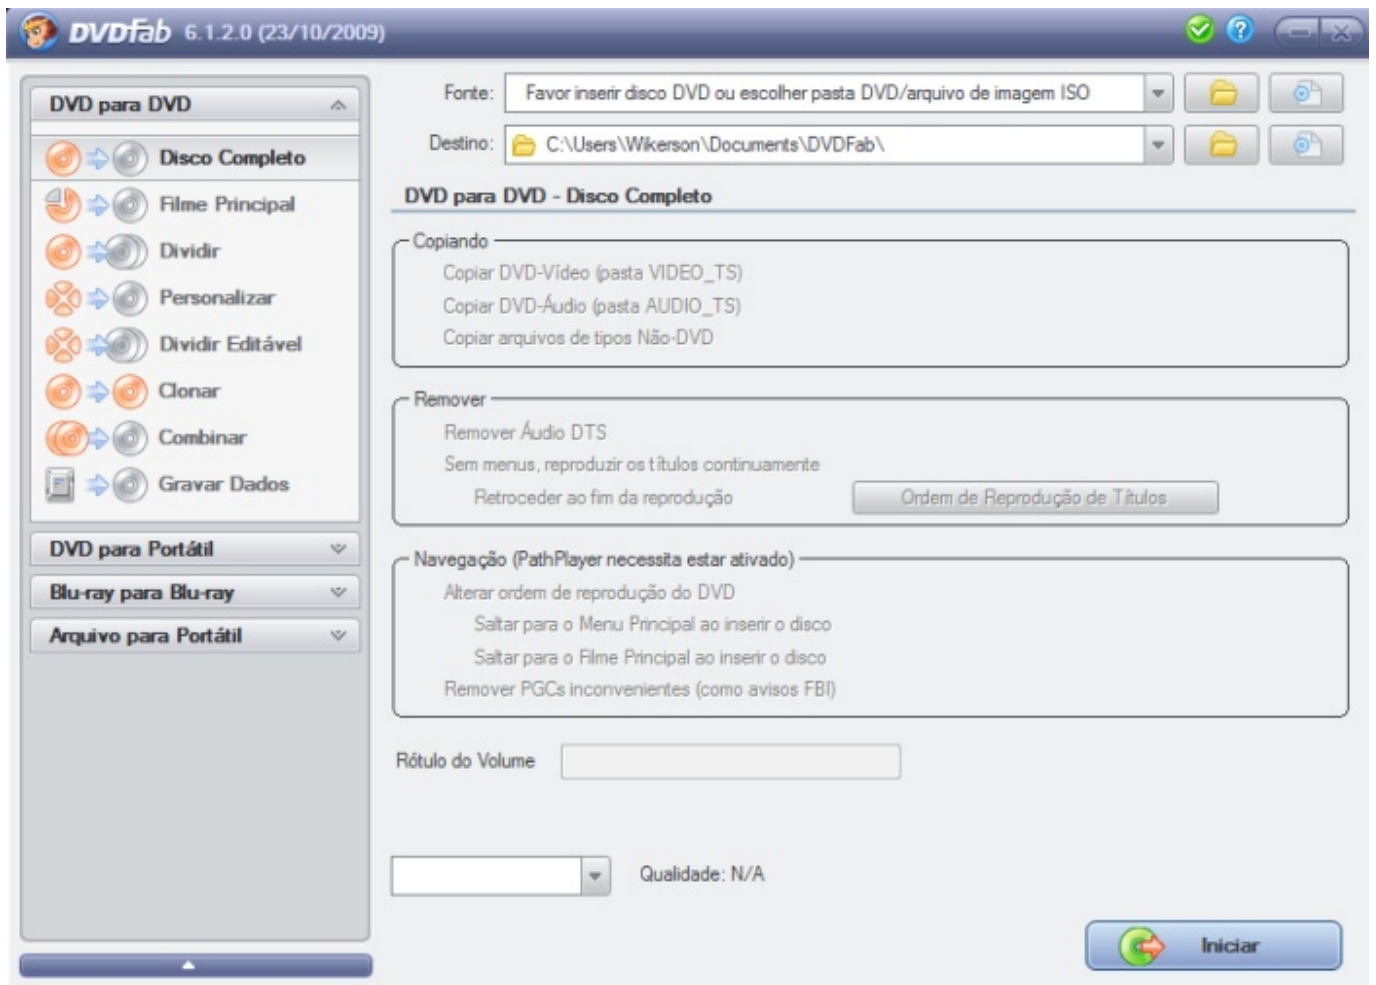 DVDFab 6.1.2.0 (23/10/2009)
DVD para DVD
Disco Completo
Filme Principal
Dividir
Personalizar
Dividir Editável
Clonar
Combinar
Gravar Dados
DVD para Portátil
Blu-ray para Blu-ray
Arquivo para Portátil
Fonte: Favor inserir disco DVD ou escolher pasta DVD/arquivo de imagem ISO
Destino: C:\Users\Wikerson\Documents\DVDFab\
DVD para DVD - Disco Completo
Copiando
Copiar DVD-Vídeo (pasta VIDEO_TS)
Copiar DVD-Áudio (pasta AUDIO_TS)
Copiar arquivos de tipos Não-DVD
Remover
Remover Áudio DTS
Sem menus, reproduzir os títulos continuamente
Retroceder ao fim da reprodução Ordem de Reprodução de Títulos
Navegação (PathPlayer necessita estar ativado)
Alterar ordem de reprodução do DVD
Saltar para o Menu Principal ao inserir o disco
Saltar para o Filme Principal ao inserir o disco
Remover PGCs inconvenientes (como avisos FBI)
Rótulo do Volume
Qualidade: N/A
Iniciar